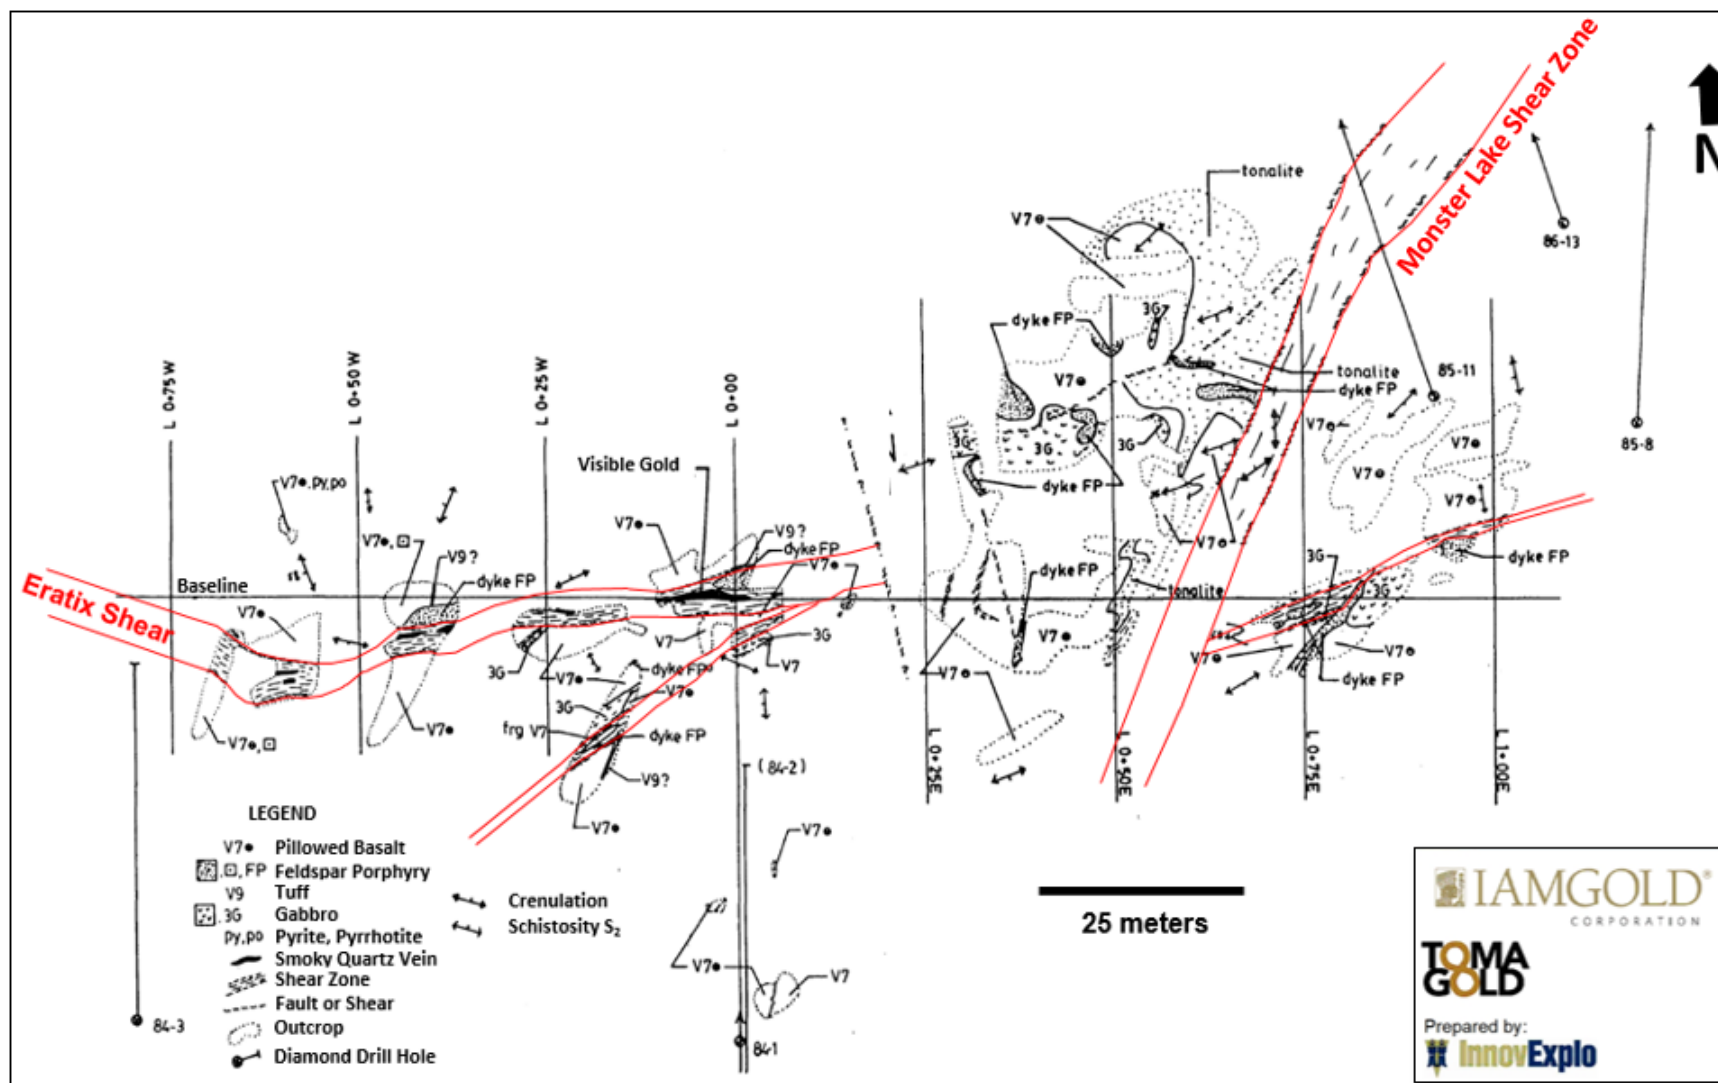 Monster Lake Shear Zone
N
tonalite
V7●
86-13
3G
dyke FP
L 0+75W
L 0+50W
L 0+25W
L 0+00
tonalite
dyke FP
85-11
V7●
V7●
V7●
85-8
3G
3G
3G
V7●
Visible Gold
dyke FP
V7●, py,po
V7●
V7●
V7●, ⊡
V9?
V9?
dyke FP
V7●
V7●
3G
dyke FP
Baseline
dyke FP
dyke FP
tonalite
3G
Eratix Shear
V7●
V7
3G
V7●
V7●
V7●
3G
dyke FP
V7
V7●
V7●
V7●
dyke FP
3G
frg V7
dyke FP
V7●, ⊡
V7●
V9?
(84-2)
L 0+25E
L 0+50E
L 0+75E
L 1+00E
V7●
V7●
LEGEND
V7● Pillowed Basalt
⊡, FP Feldspar Porphyry
V9 Tuff
3G Gabbro
py,po Pyrite, Pyrrhotite
Smoky Quartz Vein
Shear Zone
Fault or Shear
Outcrop
Diamond Drill Hole
Crenulation
Schistosity S₂
84-3
V7●
V7
84-1
25 meters
IAMGOLD®
CORPORATION
TOMA
GOLD
Prepared by:
InnovExplo